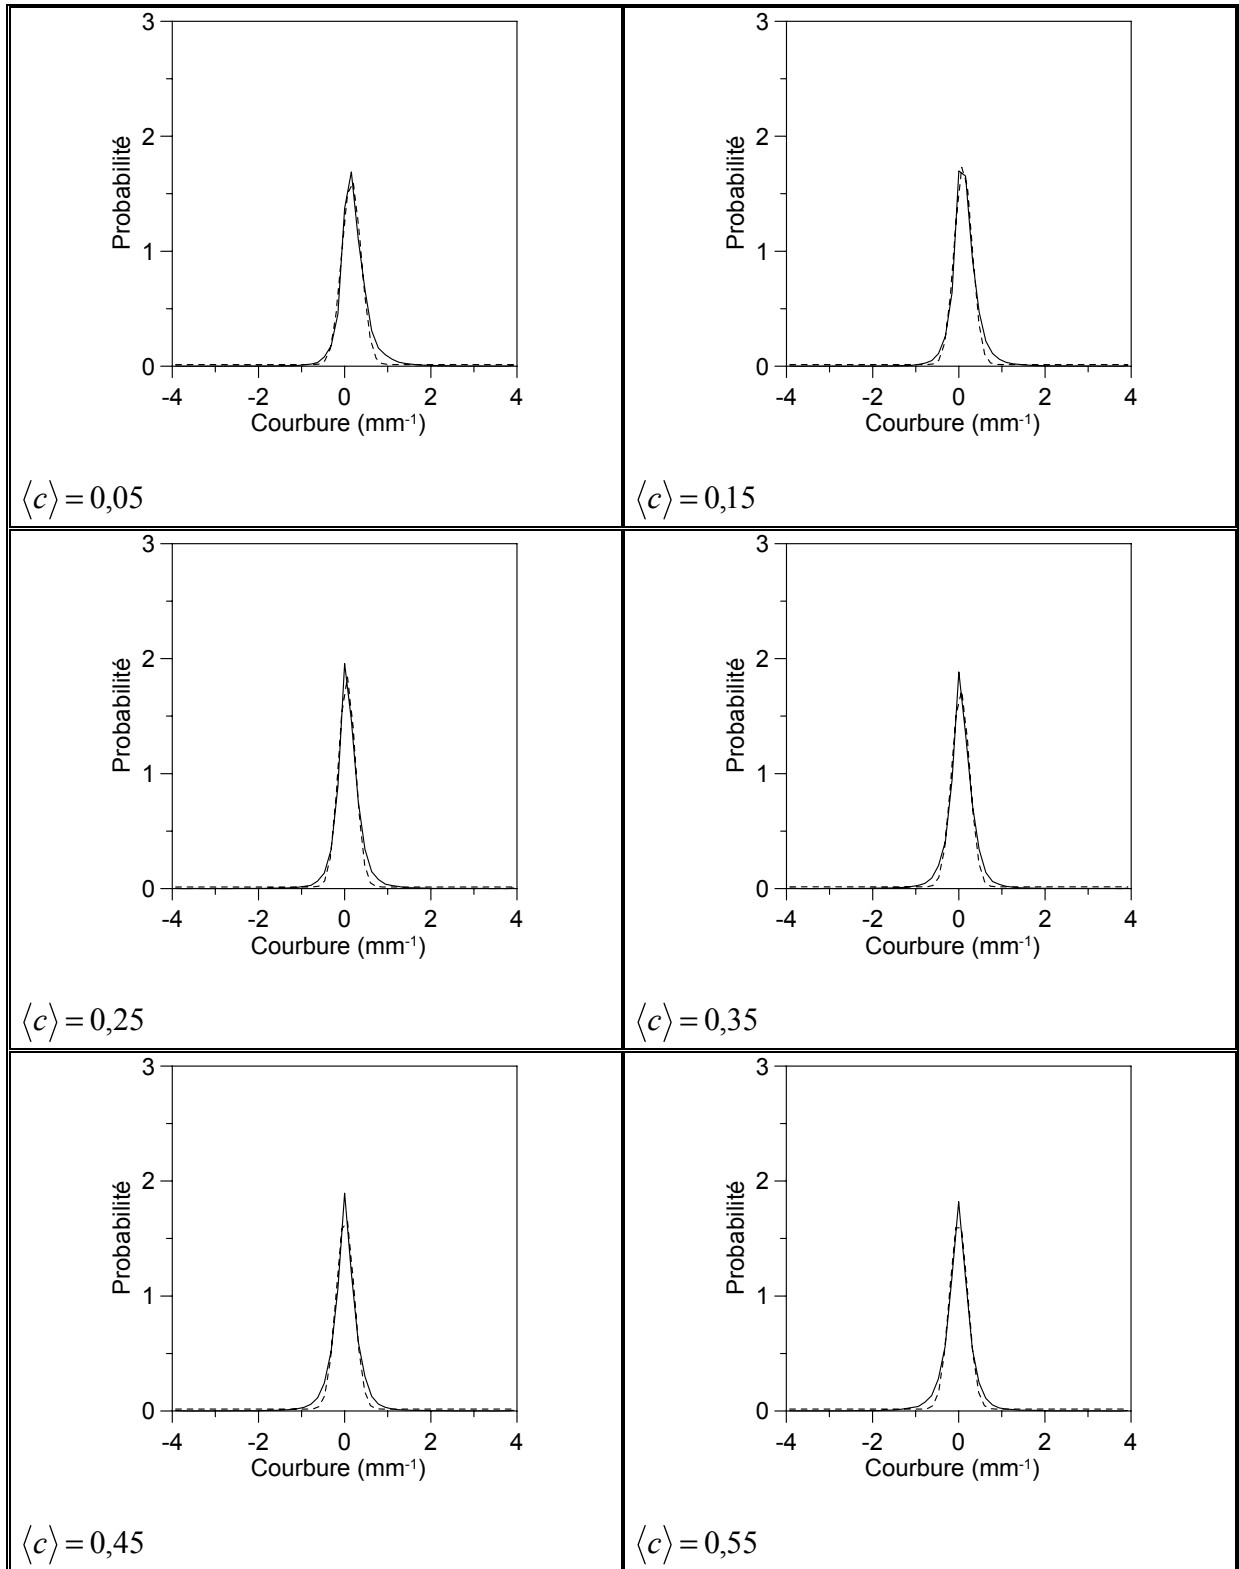 3
2
1
0
Probabilité
-4 -2 0 2 4
Courbure (mm-1)
⟨c⟩ = 0,05
3
2
1
0
Probabilité
-4 -2 0 2 4
Courbure (mm-1)
⟨c⟩ = 0,15
3
2
1
0
Probabilité
-4 -2 0 2 4
Courbure (mm-1)
⟨c⟩ = 0,25
3
2
1
0
Probabilité
-4 -2 0 2 4
Courbure (mm-1)
⟨c⟩ = 0,35
3
2
1
0
Probabilité
-4 -2 0 2 4
Courbure (mm-1)
⟨c⟩ = 0,45
3
2
1
0
Probabilité
-4 -2 0 2 4
Courbure (mm-1)
⟨c⟩ = 0,55